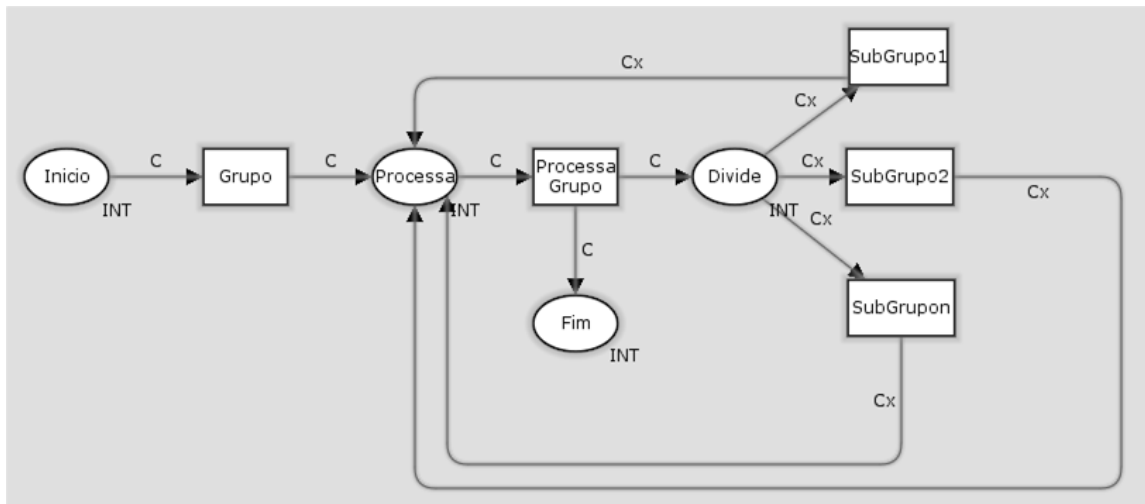 SubGrupo1
Cx
Cx
C
C
C
Processa
Grupo
C
Cx
Inicio
Grupo
Processa
Divide
SubGrupo2
Cx
INT
INT
INT
Cx
C
SubGrupon
Fim
INT
Cx